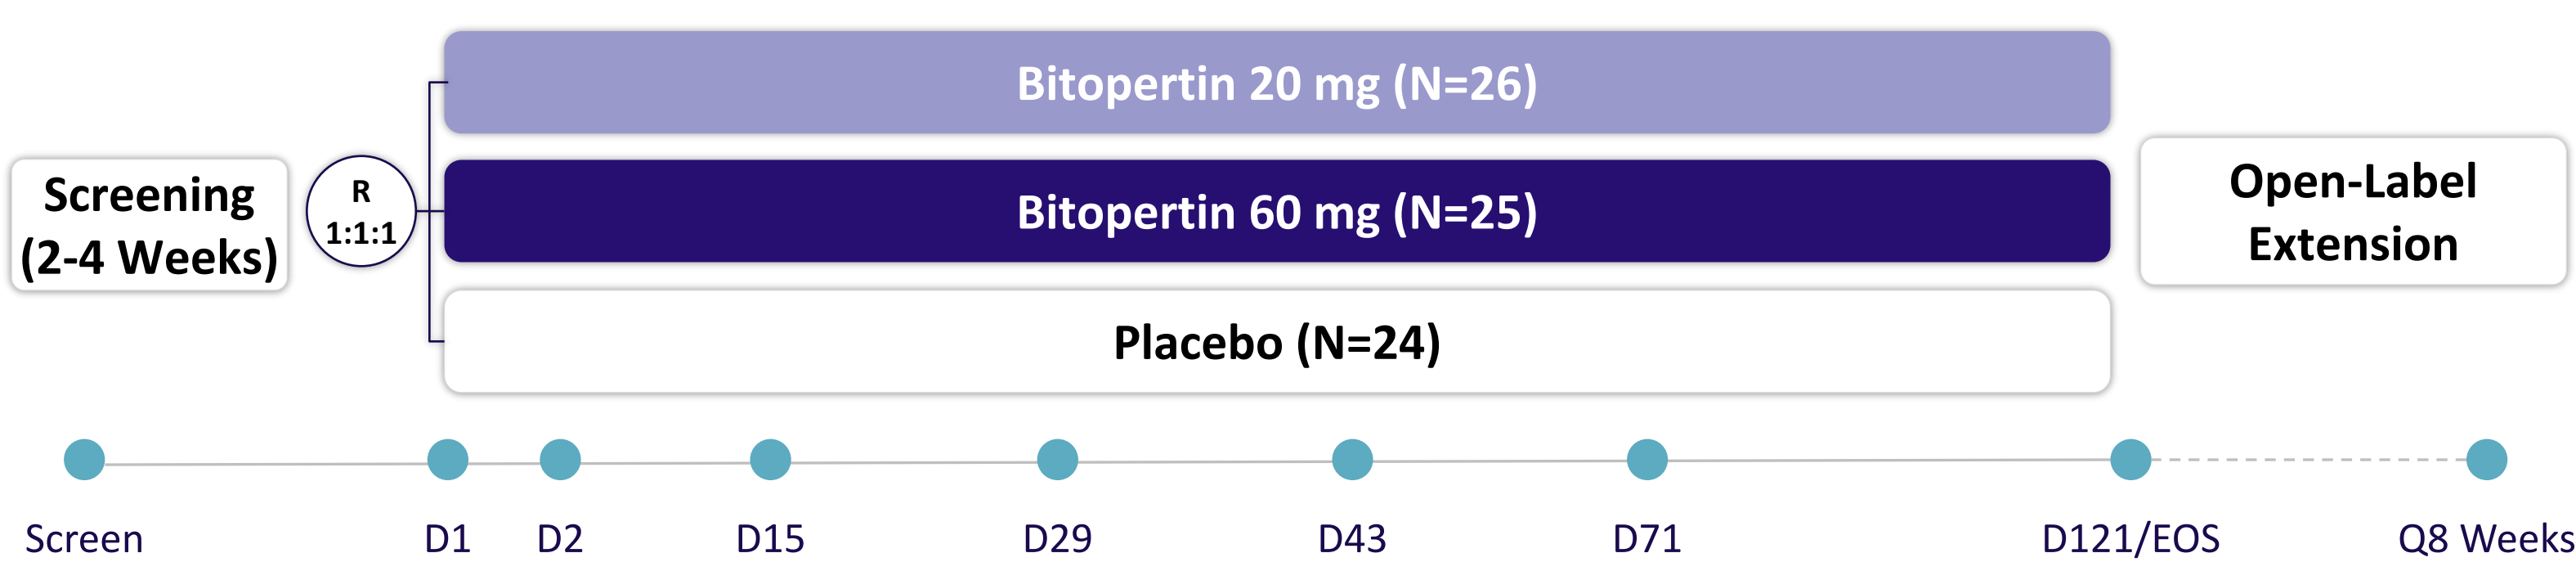 Bitopertin 20 mg (N=26)
Screening
(2-4 Weeks)
R
1:1:1
Bitopertin 60 mg (N=25)
Open-Label
Extension
Placebo (N=24)
Screen
D1
D2
D15
D29
D43
D71
D121/EOS
Q8 Weeks